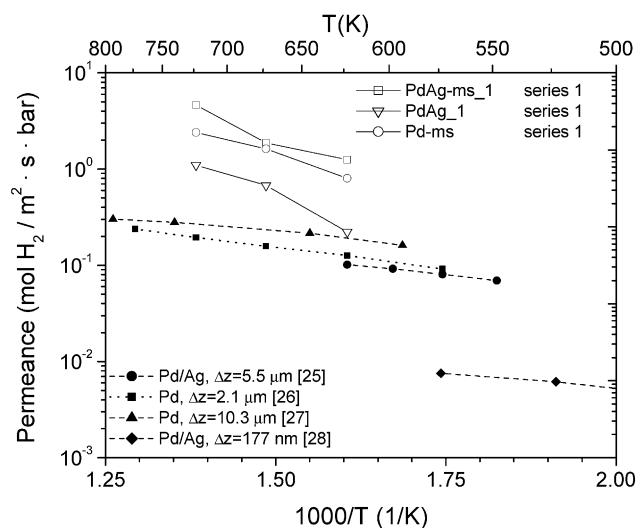 T(K)
800 750 700 650 600 550 500
10¹
10⁰
10⁻¹
10⁻²
10⁻³
Permeance (mol H₂ / m² · s · bar)
PdAg-ms_1 series 1
PdAg_1 series 1
Pd-ms series 1
Pd/Ag, Δz=5.5 μm [25]
Pd, Δz=2.1 μm [26]
Pd, Δz=10.3 μm [27]
Pd/Ag, Δz=177 nm [28]
1.25 1.50 1.75 2.00
1000/T (1/K)